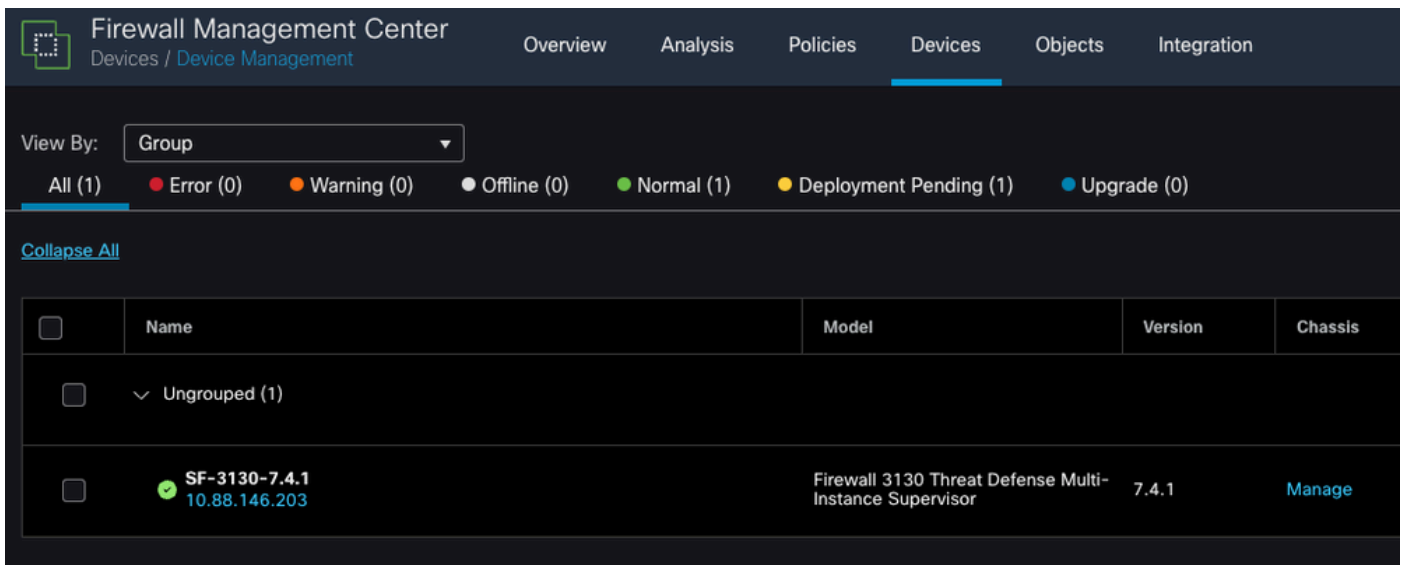 Firewall Management Center
Devices / Device Management
Overview Analysis Policies Devices Objects Integration
View By: Group
All (1) Error (0) Warning (0) Offline (0) Normal (1) Deployment Pending (1) Upgrade (0)
Collapse All
Name Model Version Chassis
Ungrouped (1)
SF-3130-7.4.1
10.88.146.203
Firewall 3130 Threat Defense Multi-
Instance Supervisor
7.4.1
Manage